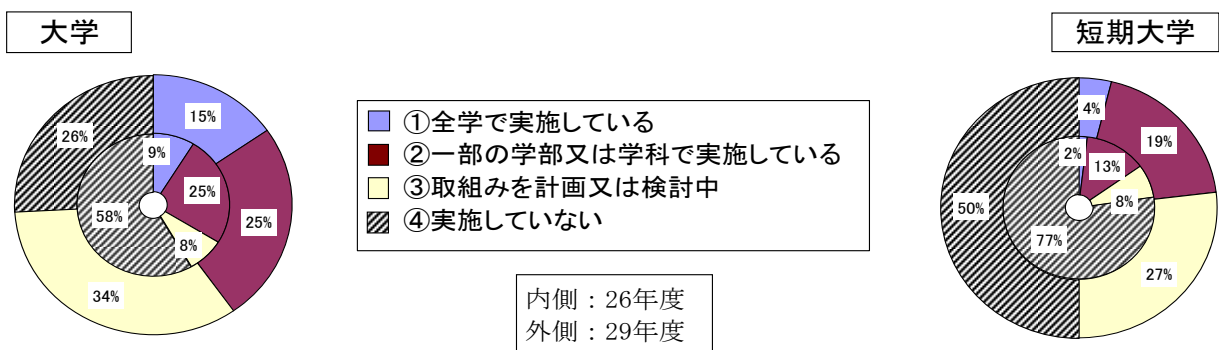 大学
15%
25%
34%
26%
9%
25%
8%
58%
①全学で実施している
②一部の学部又は学科で実施している
③取組みを計画又は検討中
④実施していない
内側：26年度
外側：29年度
短期大学
4%
19%
27%
50%
2%
13%
8%
77%